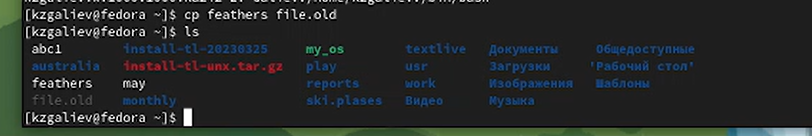 [kzgaliev@fedora ~]$ cp feathers file.old
[kzgaliev@fedora ~]$ ls
abc1 install-tl-20230325 my_os textlive Документы Общедоступные
australia install-tl-unx.tar.gz play usr Загрузки 'Рабочий стол'
feathers may reports work Изображения Шаблоны
file.old monthly ski.plases Видео Музыка
[kzgaliev@fedora ~]$